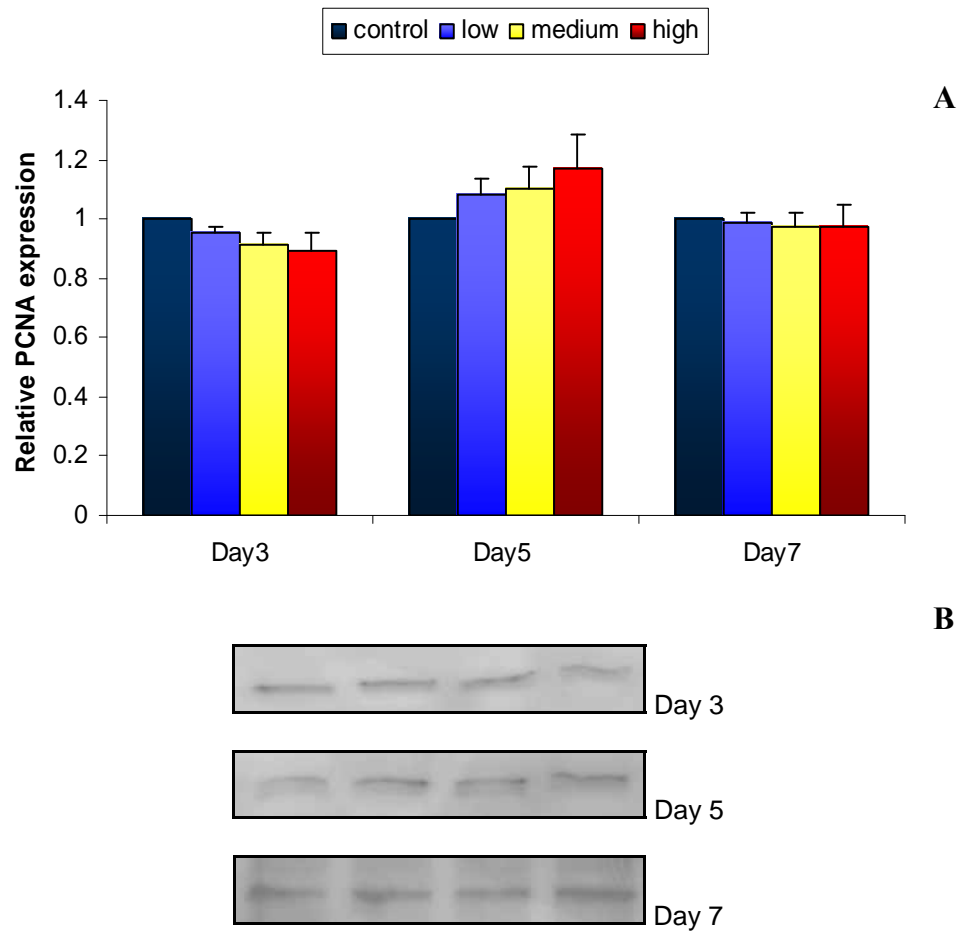 control low medium high
A
Relative PCNA expression
1.4
1.2
1
0.8
0.6
0.4
0.2
0
Day3 Day5 Day7
B
Day 3
Day 5
Day 7